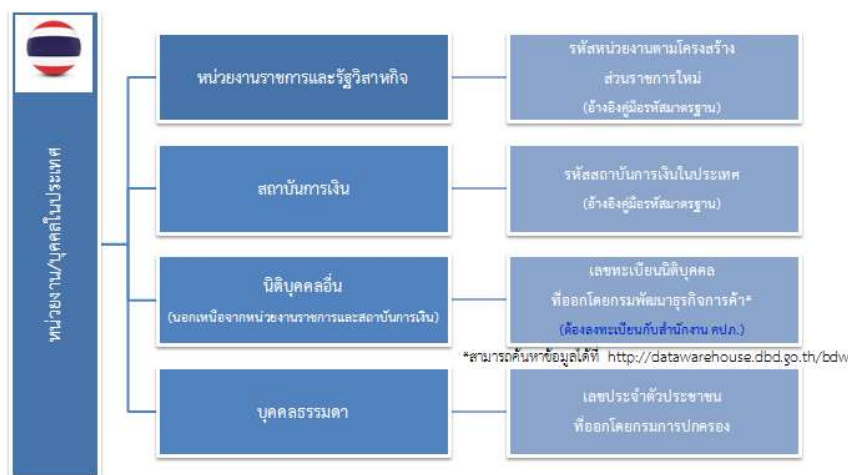 หน่วยงาน/บุคคลในประเทศ
หน่วยงานราชการและรัฐวิสาหกิจ
รหัสหน่วยงานตามโครงสร้าง
ส่วนราชการใหม่
(อ้างอิงคู่มือรหัสมาตรฐาน)
สถาบันการเงิน
รหัสสถาบันการเงินในประเทศ
(อ้างอิงคู่มือรหัสมาตรฐาน)
นิติบุคคลอื่น
(นอกเหนือจากหน่วยงานราชการและสถาบันการเงิน)
เลขทะเบียนนิติบุคคล
ที่ออกโดยกรมพัฒนาธุรกิจการค้า*
(ต้องลงทะเบียนกับสำนักงาน คปภ.)
*สามารถค้นหาข้อมูลได้ที่ http://datawarehouse.dbd.go.th/bdw
บุคคลธรรมดา
เลขประจำตัวประชาชน
ที่ออกโดยกรมการปกครอง